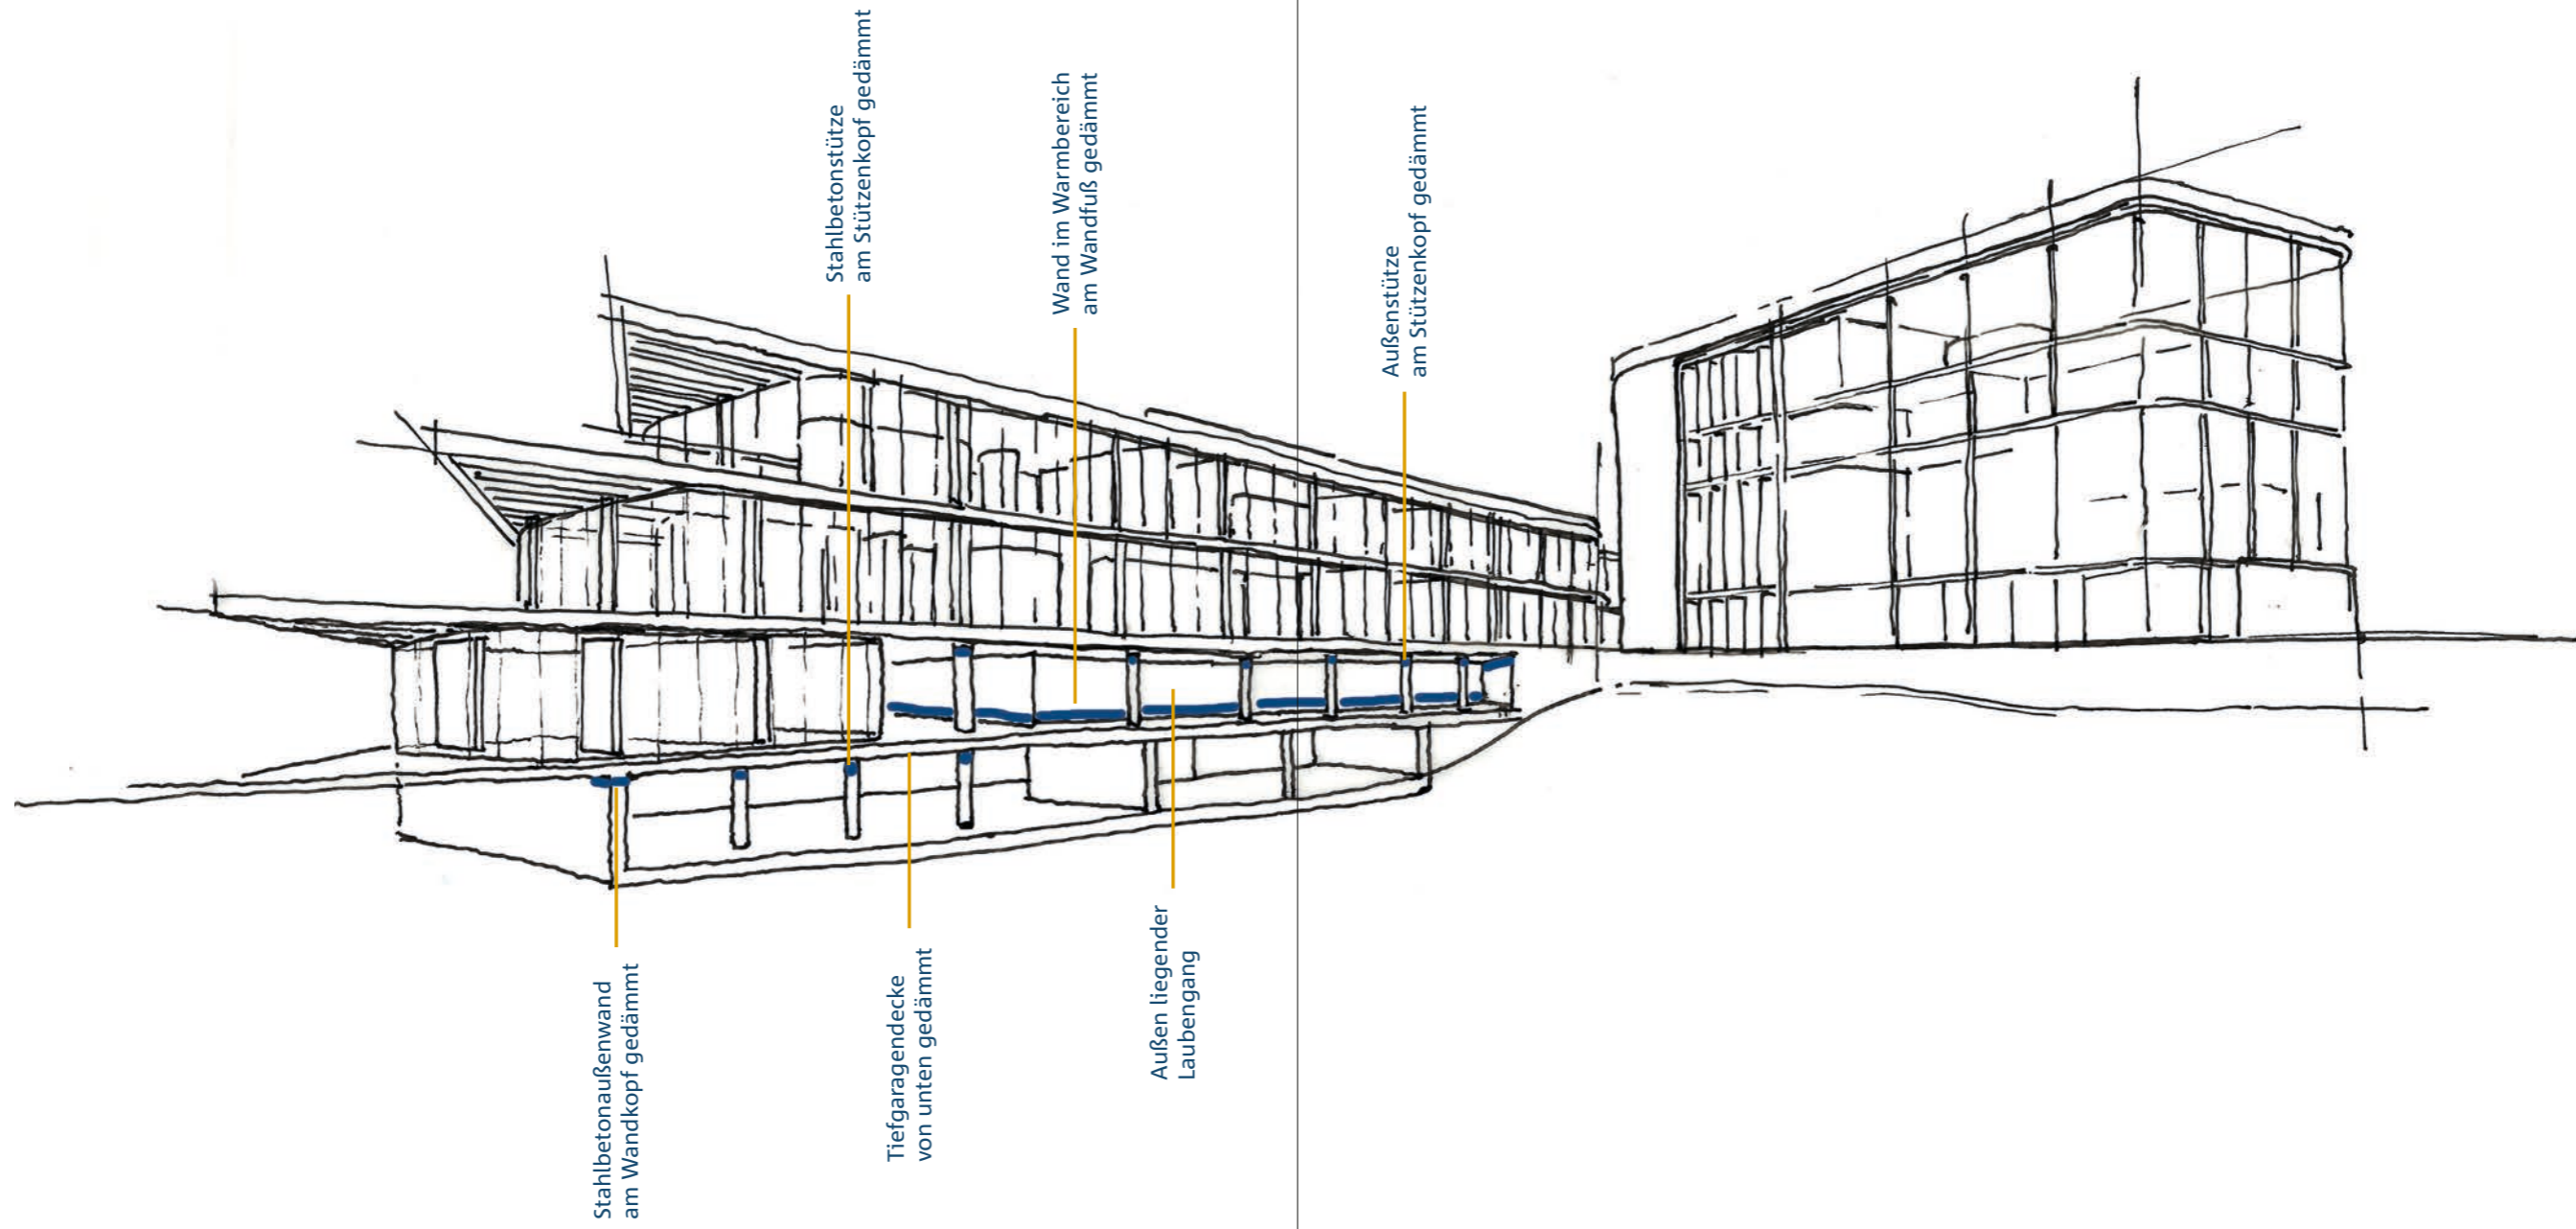 Stahlbetonstütze
am Stützenkopf gedämmt
Wand im Warmbereich
am Wandfuß gedämmt
Außenstütze
am Stützenkopf gedämmt
Stahlbetonaußenwand
am Wandkopf gedämmt
Tiefgaragendecke
von unten gedämmt
Außen liegender
Laubengang